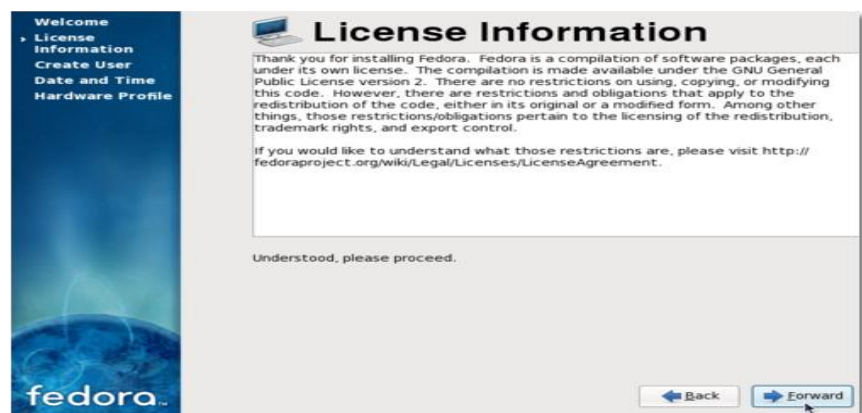 Welcome
License
Information
Create User
Date and Time
Hardware Profile
License Information
Thank you for installing Fedora. Fedora is a compilation of software packages, each
under its own license. The compilation is made available under the GNU General
Public License version 2. There are no restrictions on using, copying, or modifying
this code. However, there are restrictions and obligations that apply to the
redistribution of the code, either in its original or a modified form. Among other
things, those restrictions/obligations pertain to the licensing of the redistribution,
trademark rights, and export control.
If you would like to understand what those restrictions are, please visit http://
fedoraproject.org/wiki/Legal/Licenses/LicenseAgreement.
Understood, please proceed.
fedora™
Back
Forward